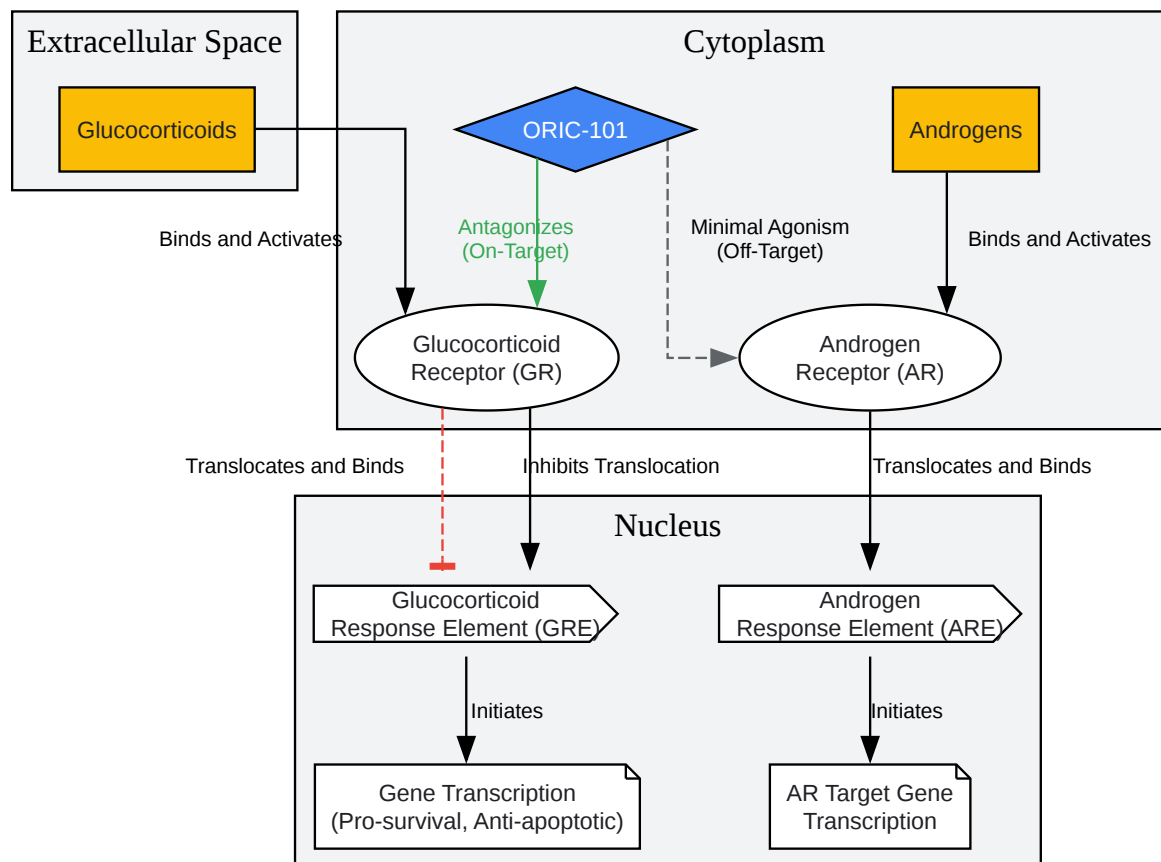 Extracellular Space
Cytoplasm
Glucocorticoids
ORIC-101
Androgens
Binds and Activates
Antagonizes
(On-Target)
Minimal Agonism
(Off-Target)
Binds and Activates
Glucocorticoid
Receptor (GR)
Androgen
Receptor (AR)
Translocates and Binds
Inhibits Translocation
Translocates and Binds
Nucleus
Glucocorticoid
Response Element (GRE)
Androgen
Response Element (ARE)
Initiates
Initiates
Gene Transcription
(Pro-survival, Anti-apoptotic)
AR Target Gene
Transcription